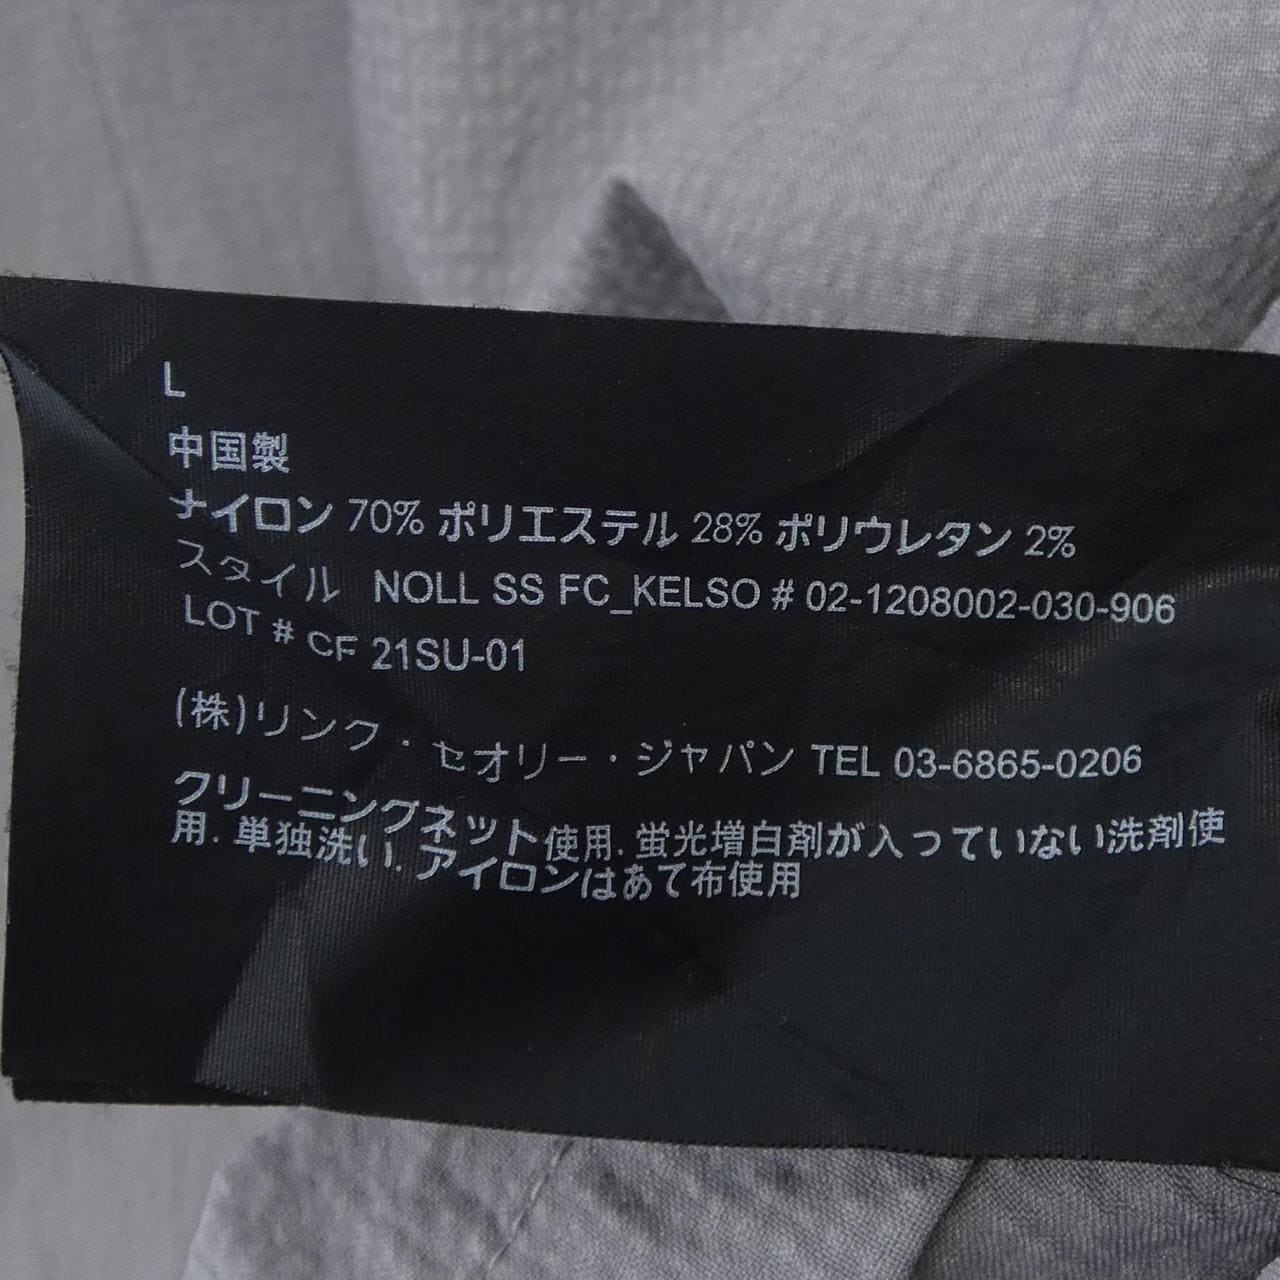 L
中国製
ナイロン 70% ポリエステル 28% ポリウレタン 2%
スタイル NOLL SS FC_KELSO # 02-1208002-030-906
LOT # CF 21SU-01
(株)リンク・セオリー・ジャパン TEL 03-6865-0206
クリーニングネット使用. 蛍光増白剤が入っていない洗剤使
用. 単独洗い. アイロンはあて布使用